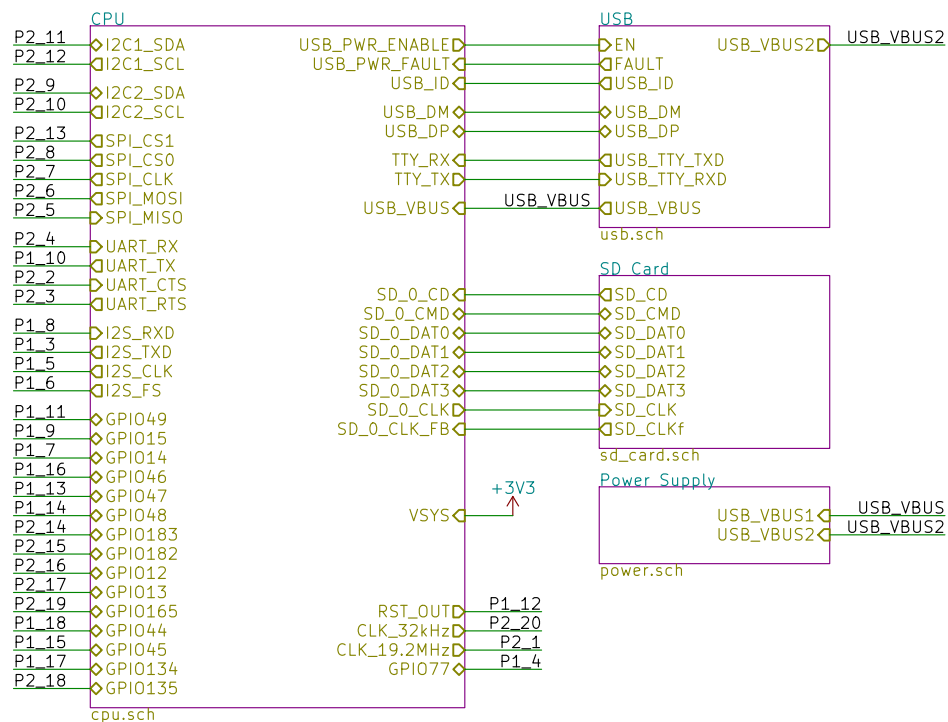 CPU
P2_11 I2C1_SDA
P2_12 I2C1_SCL
P2_9 I2C2_SDA
P2_10 I2C2_SCL
P2_13 SPI_CS1
P2_8 SPI_CS0
P2_7 SPI_CLK
P2_6 SPI_MOSI
P2_5 SPI_MISO
P2_4 UART_RX
P1_10 UART_TX
P2_2 UART_CTS
P2_3 UART_RTS
P1_8 I2S_RXD
P1_3 I2S_TXD
P1_5 I2S_CLK
P1_6 I2S_FS
P1_11 GPIO49
P1_9 GPIO15
P1_7 GPIO14
P1_16 GPIO46
P1_13 GPIO47
P1_14 GPIO48
P2_14 GPIO183
P2_15 GPIO182
P2_16 GPIO12
P2_17 GPIO13
P2_19 GPIO165
P1_18 GPIO44
P1_15 GPIO45
P1_17 GPIO134
P2_18 GPIO135
USB_PWR_ENABLE
USB_PWR_FAULT
USB_ID
USB_DM
USB_DP
TTY_RX
TTY_TX
USB_VBUS USB_VBUS
SD_0_CD
SD_0_CMD
SD_0_DAT0
SD_0_DAT1
SD_0_DAT2
SD_0_DAT3
SD_0_CLK
SD_0_CLK_FB
+3V3
VSYS
RST_OUT P1_12
CLK_32kHz P2_20
CLK_19.2MHz P2_1
GPIO77 P1_4
cpu.sch
USB
EN USB_VBUS2 USB_VBUS2
FAULT
USB_ID
USB_DM
USB_DP
USB_TTY_TXD
USB_TTY_RXD
USB_VBUS
usb.sch
SD Card
SD_CD
SD_CMD
SD_DAT0
SD_DAT1
SD_DAT2
SD_DAT3
SD_CLK
SD_CLKf
sd_card.sch
Power Supply
USB_VBUS1 USB_VBUS
USB_VBUS2 USB_VBUS2
power.sch